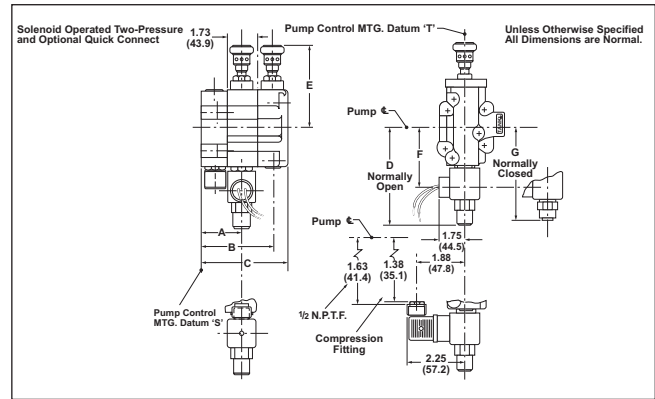 Solenoid Operated Two-Pressure
and Optional Quick Connect
1.73
(43.9)
Pump Control MTG. Datum ‘T’
Unless Otherwise Specified
All Dimensions are Normal.
E
Pump ℄
D
Normally
Open
F
G
Normally
Closed
A
B
C
Pump Control
MTG. Datum ‘S’
Pump ℄
1.75
(44.5)
1.88
(47.8)
1.63
(41.4)
1.38
(35.1)
1/2 N.P.T.F.
Compression
Fitting
2.25
(57.2)